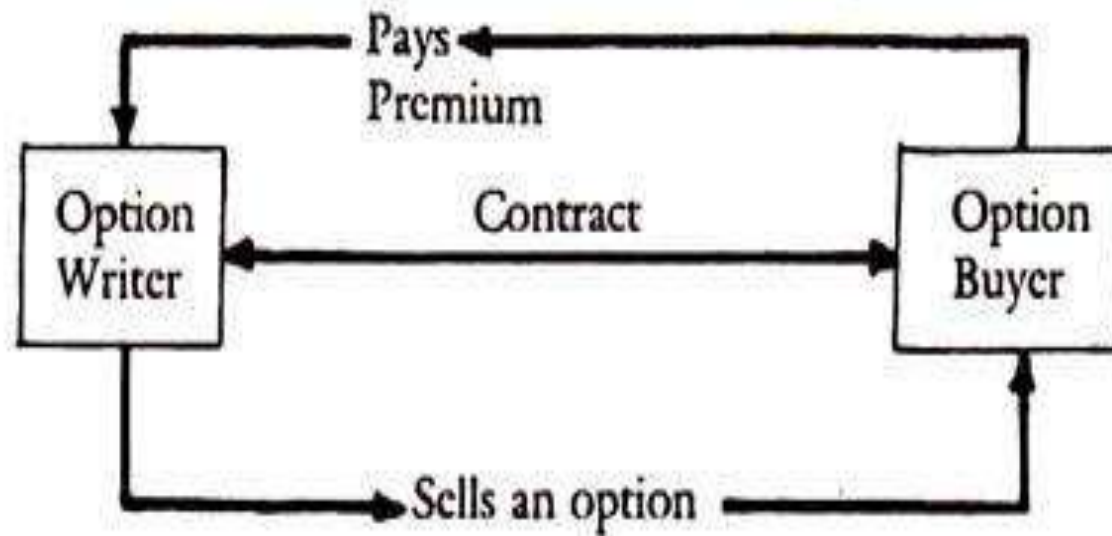 Pays
Premium
Option
Writer
Contract
Option
Buyer
Sells an option